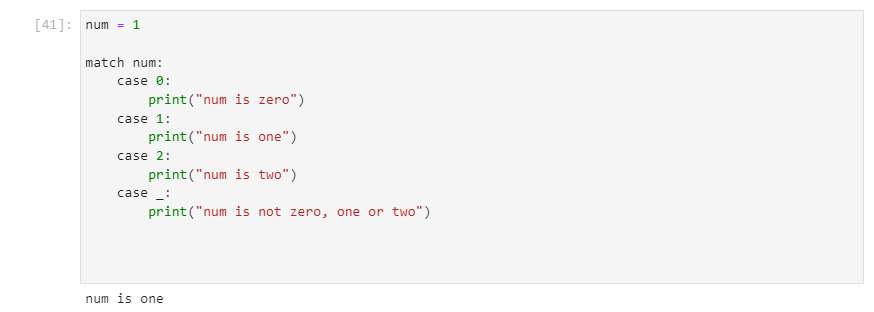 [41]: num = 1
match num:
    case 0:
        print("num is zero")
    case 1:
        print("num is one")
    case 2:
        print("num is two")
    case _:
        print("num is not zero, one or two")
num is one